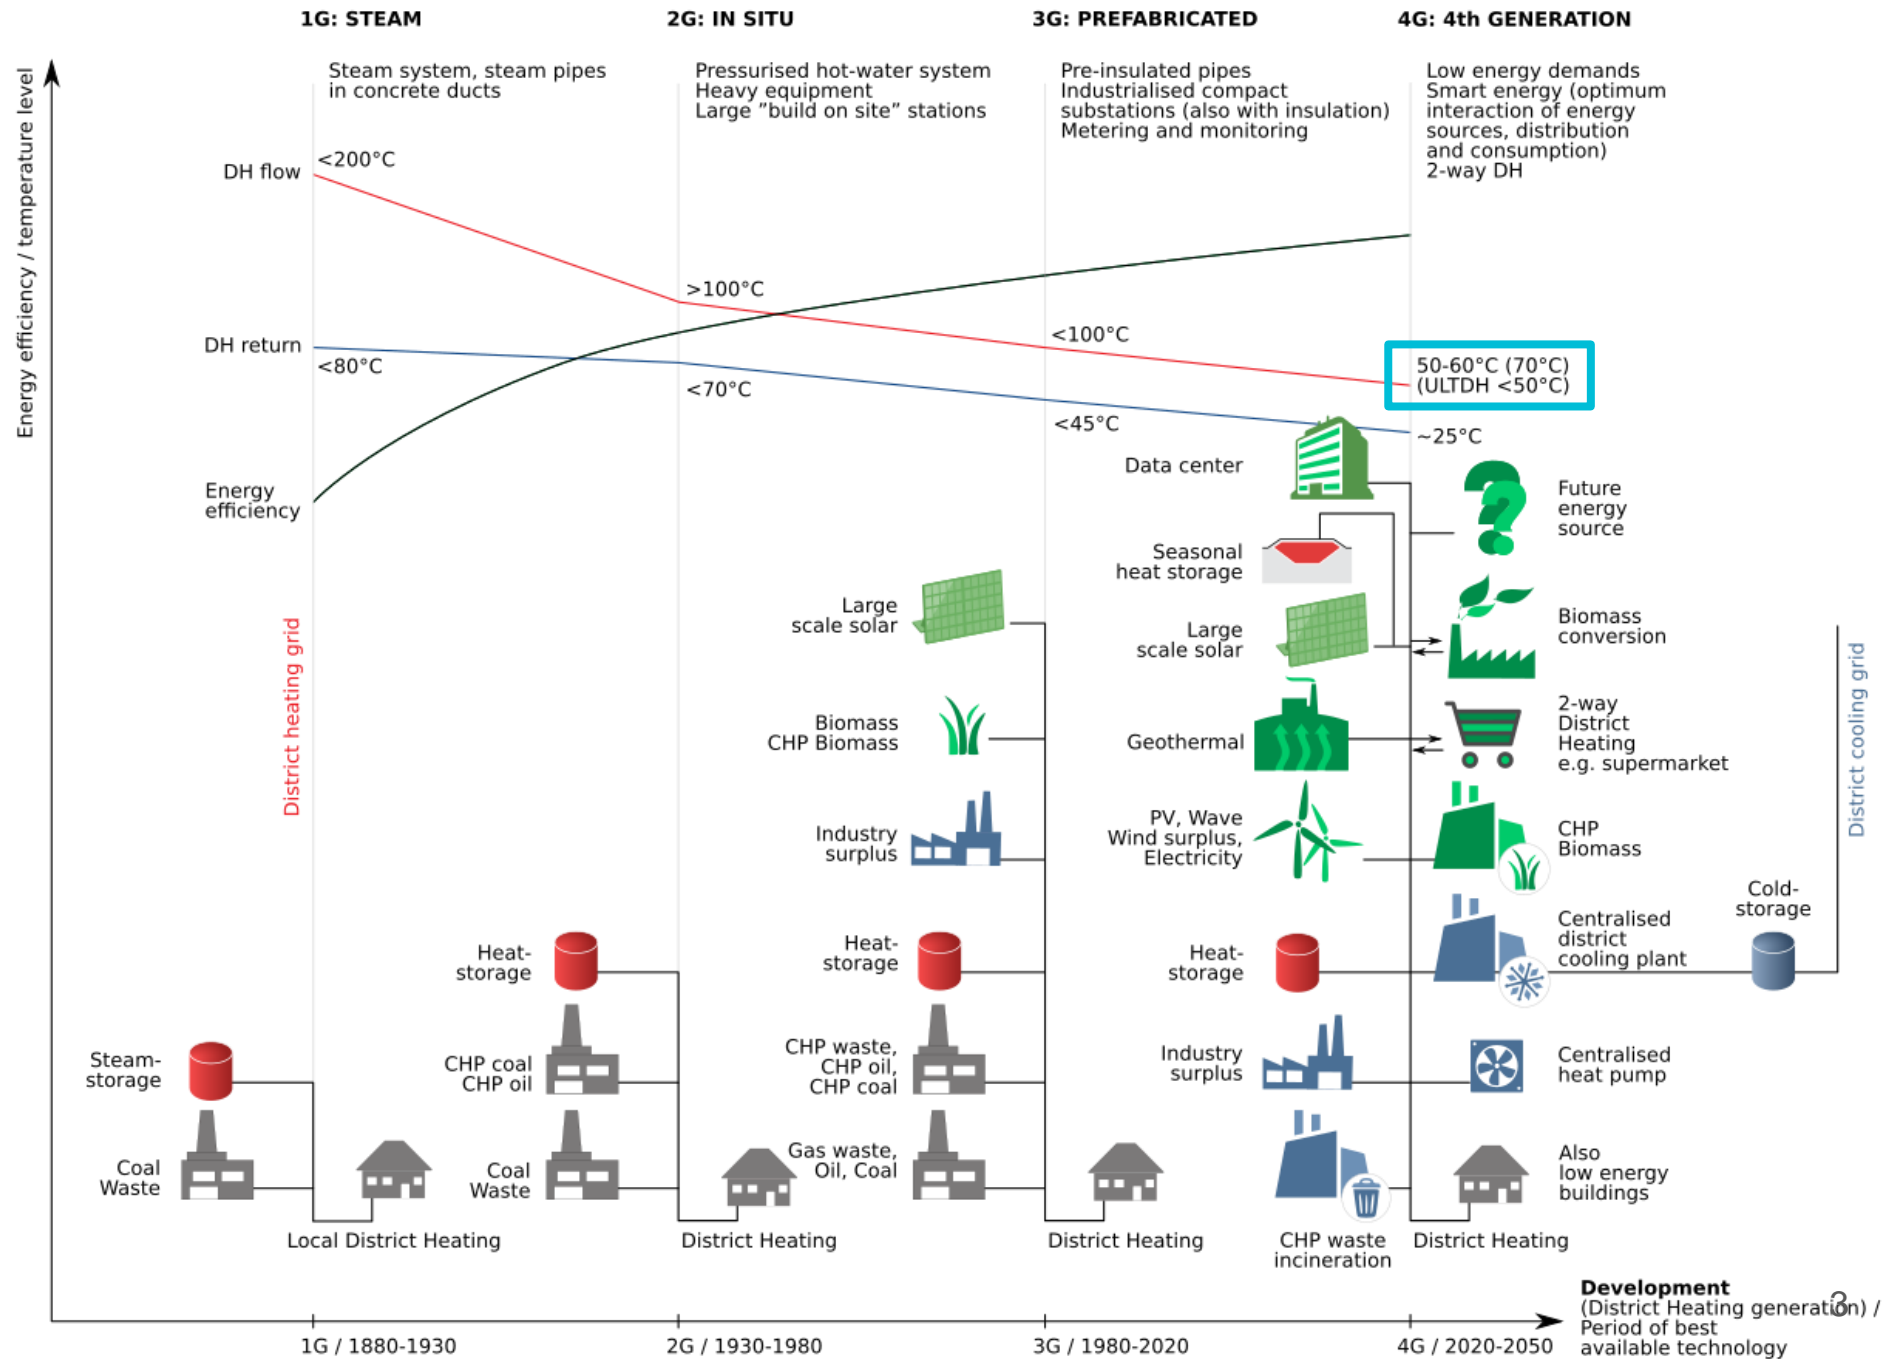 1G: STEAM
2G: IN SITU
3G: PREFABRICATED
4G: 4th GENERATION
Steam system, steam pipes
in concrete ducts
Pressurised hot-water system
Heavy equipment
Large ”build on site” stations
Pre-insulated pipes
Industrialised compact
substations (also with insulation)
Metering and monitoring
Low energy demands
Smart energy (optimum
interaction of energy
sources, distribution
and consumption)
2-way DH
Energy efficiency / temperature level
DH flow
<200°C
>100°C
<100°C
50-60°C (70°C)
(ULTDH <50°C)
DH return
<80°C
<70°C
<45°C
~25°C
Energy
efficiency
District heating grid
Steam-
storage
Coal
Waste
Local District Heating
Heat-
storage
CHP coal
CHP oil
Coal
Waste
District Heating
Large
scale solar
Biomass
CHP Biomass
Industry
surplus
Heat-
storage
CHP waste,
CHP oil,
CHP coal
Gas waste,
Oil, Coal
District Heating
Data center
Seasonal
heat storage
Large
scale solar
Geothermal
PV, Wave
Wind surplus,
Electricity
Heat-
storage
Industry
surplus
CHP waste
incineration
Future
energy
source
Biomass
conversion
2-way
District
Heating
e.g. supermarket
CHP
Biomass
Centralised
district
cooling plant
Cold-
storage
Centralised
heat pump
Also
low energy
buildings
District Heating
District cooling grid
Development
(District Heating generation) /
Period of best
available technology
3
1G / 1880-1930
2G / 1930-1980
3G / 1980-2020
4G / 2020-2050